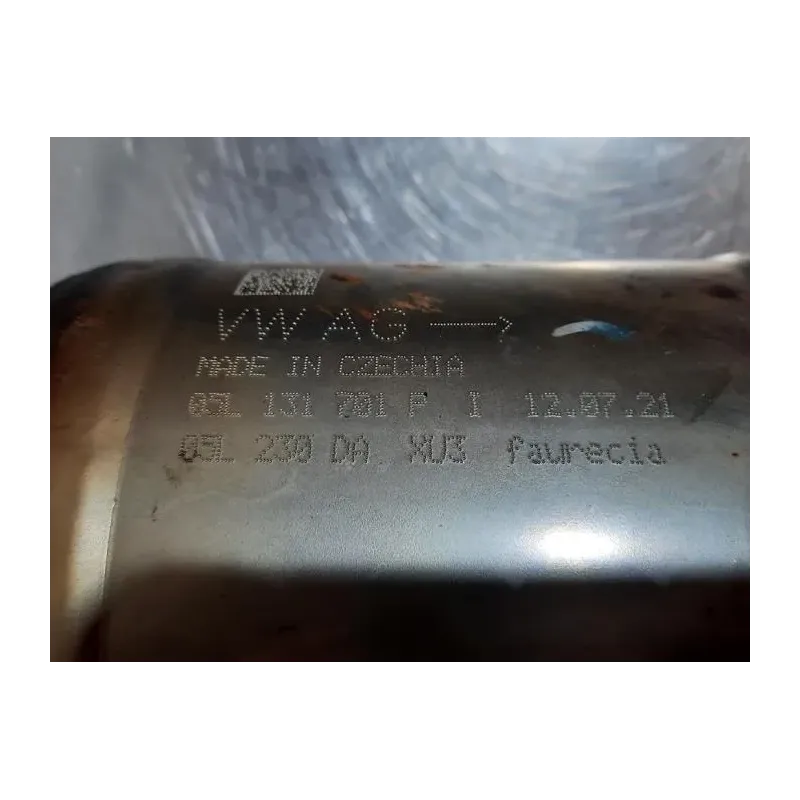 VW AG →
MADE IN CZECHIA
05L 131 701 P I 12.07.21
05L 230 DA XU3 faurecia